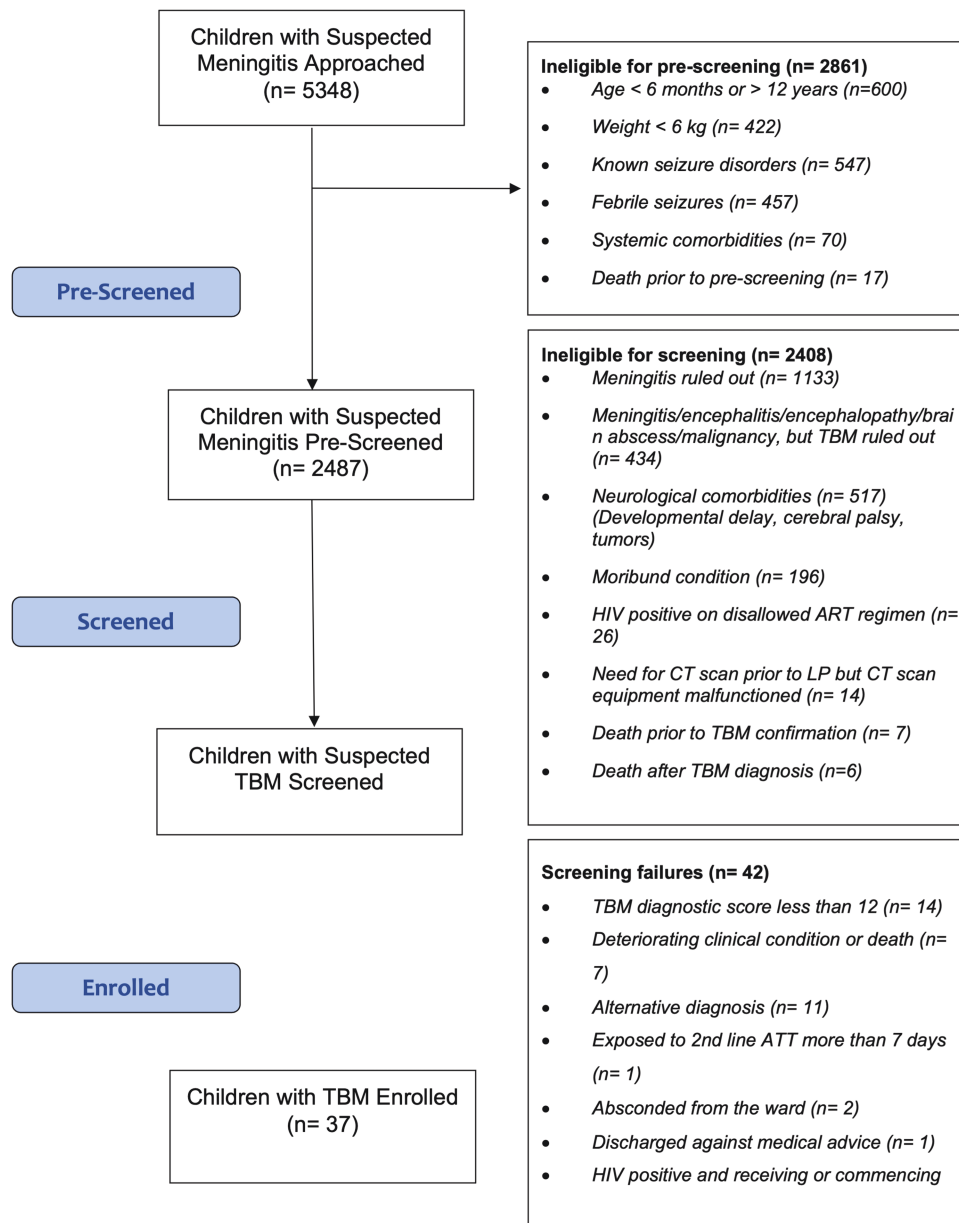 Children with Suspected
Meningitis Approached
(n= 5348)
Ineligible for pre-screening (n= 2861)
• Age < 6 months or > 12 years (n=600)
• Weight < 6 kg (n= 422)
• Known seizure disorders (n= 547)
• Febrile seizures (n= 457)
• Systemic comorbidities (n= 70)
• Death prior to pre-screening (n= 17)
Pre-Screened
Children with Suspected
Meningitis Pre-Screened
(n= 2487)
Ineligible for screening (n= 2408)
• Meningitis ruled out (n= 1133)
• Meningitis/encephalitis/encephalopathy/brai
n abscess/malignancy, but TBM ruled out
(n= 434)
• Neurological comorbidities (n= 517)
(Developmental delay, cerebral palsy,
tumors)
• Moribund condition (n= 196)
• HIV positive on disallowed ART regimen (n=
26)
• Need for CT scan prior to LP but CT scan
equipment malfunctioned (n= 14)
• Death prior to TBM confirmation (n= 7)
• Death after TBM diagnosis (n=6)
Screened
Children with Suspected
TBM Screened
Screening failures (n= 42)
• TBM diagnostic score less than 12 (n= 14)
• Deteriorating clinical condition or death (n=
7)
• Alternative diagnosis (n= 11)
• Exposed to 2nd line ATT more than 7 days
(n= 1)
• Absconded from the ward (n= 2)
• Discharged against medical advice (n= 1)
• HIV positive and receiving or commencing
Enrolled
Children with TBM Enrolled
(n= 37)